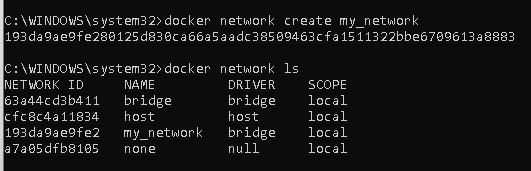 C:\WINDOWS\system32>docker network create my_network
193da9ae9fe280125d830ca66a5aadc38509463cfa1511322bbe6709613a8883
C:\WINDOWS\system32>docker network ls
NETWORK ID     NAME         DRIVER    SCOPE
63a44cd3b411   bridge       bridge    local
cfc8c4a11834   host         host      local
193da9ae9fe2   my_network   bridge    local
a7a05dfb8105   none         null      local